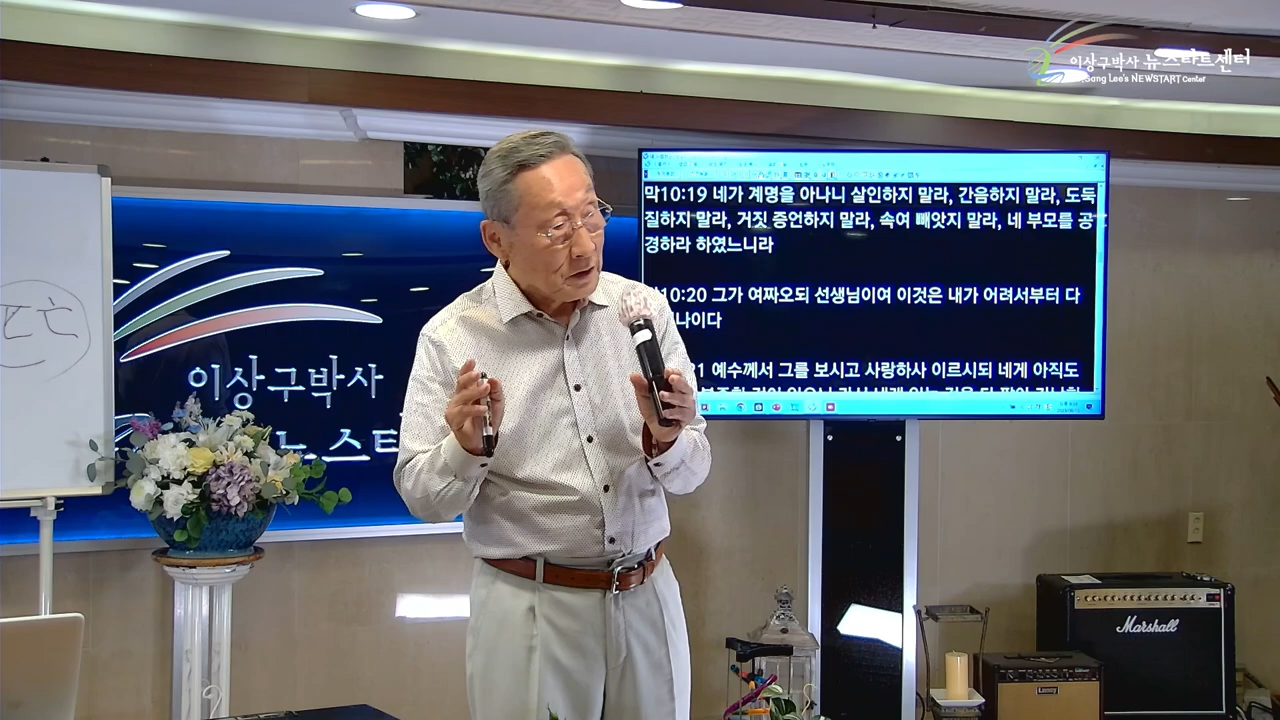 이상구박사 뉴스타트센터
Sang Lee's NEWSTART Center
막10:19 네가 계명을 아나니 살인하지 말라, 간음하지 말라, 도둑
질하지 말라, 거짓 증언하지 말라, 속여 빼앗지 말라, 네 부모를 공
경하라 하였느니라
10:20 그가 여짜오되 선생님이여 이것은 내가 어려서부터 다
나이다
1 예수께서 그를 보시고 사랑하사 이르시되 네게 아직도
이상구박사
뉴스타
Marshall
Laney